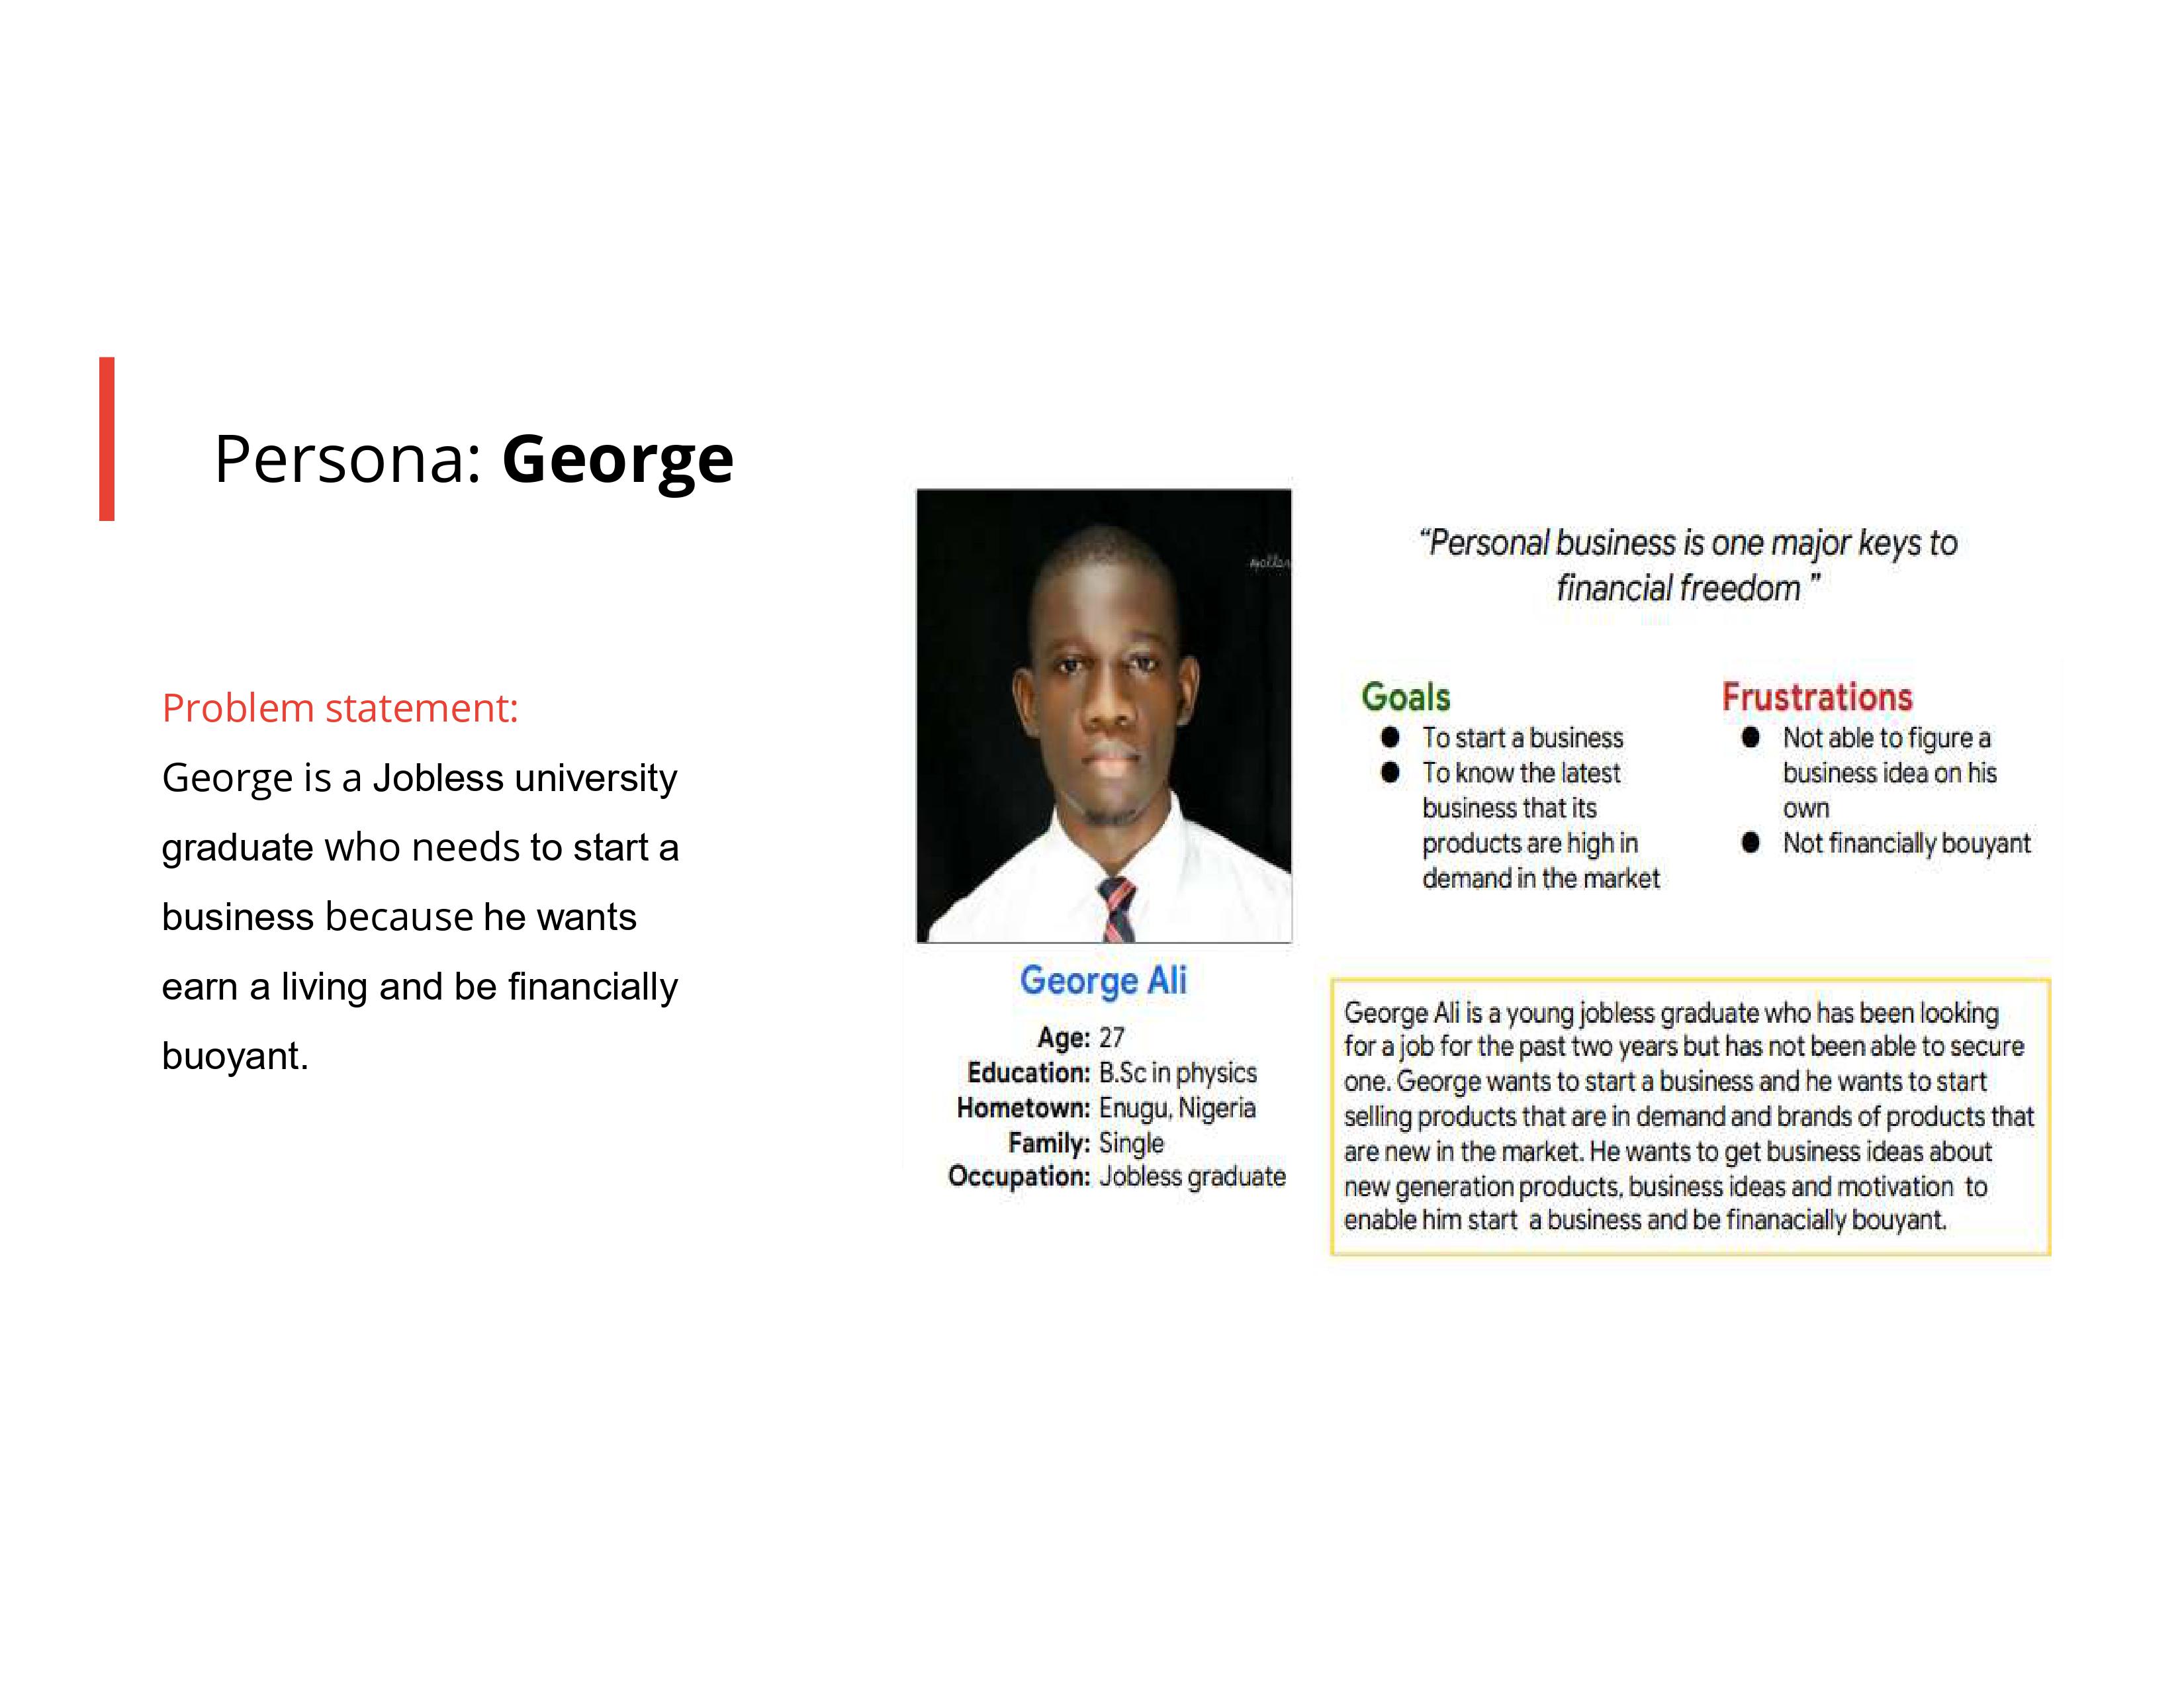 Persona: George
Problem statement:
George is a Jobless university
graduate who needs to start a
business because he wants
earn a living and be financially
buoyant.
George Ali
Age: 27
Education: B.Sc in physics
Hometown: Enugu, Nigeria
Family: Single
Occupation: Jobless graduate
“Personal business is one major keys to
financial freedom ”
Goals
● To start a business
● To know the latest
business that its
products are high in
demand in the market
Frustrations
● Not able to figure a
business idea on his
own
● Not financially bouyant
George Ali is a young jobless graduate who has been looking
for a job for the past two years but has not been able to secure
one. George wants to start a business and he wants to start
selling products that are in demand and brands of products that
are new in the market. He wants to get business ideas about
new generation products, business ideas and motivation to
enable him start a business and be finanacially bouyant.